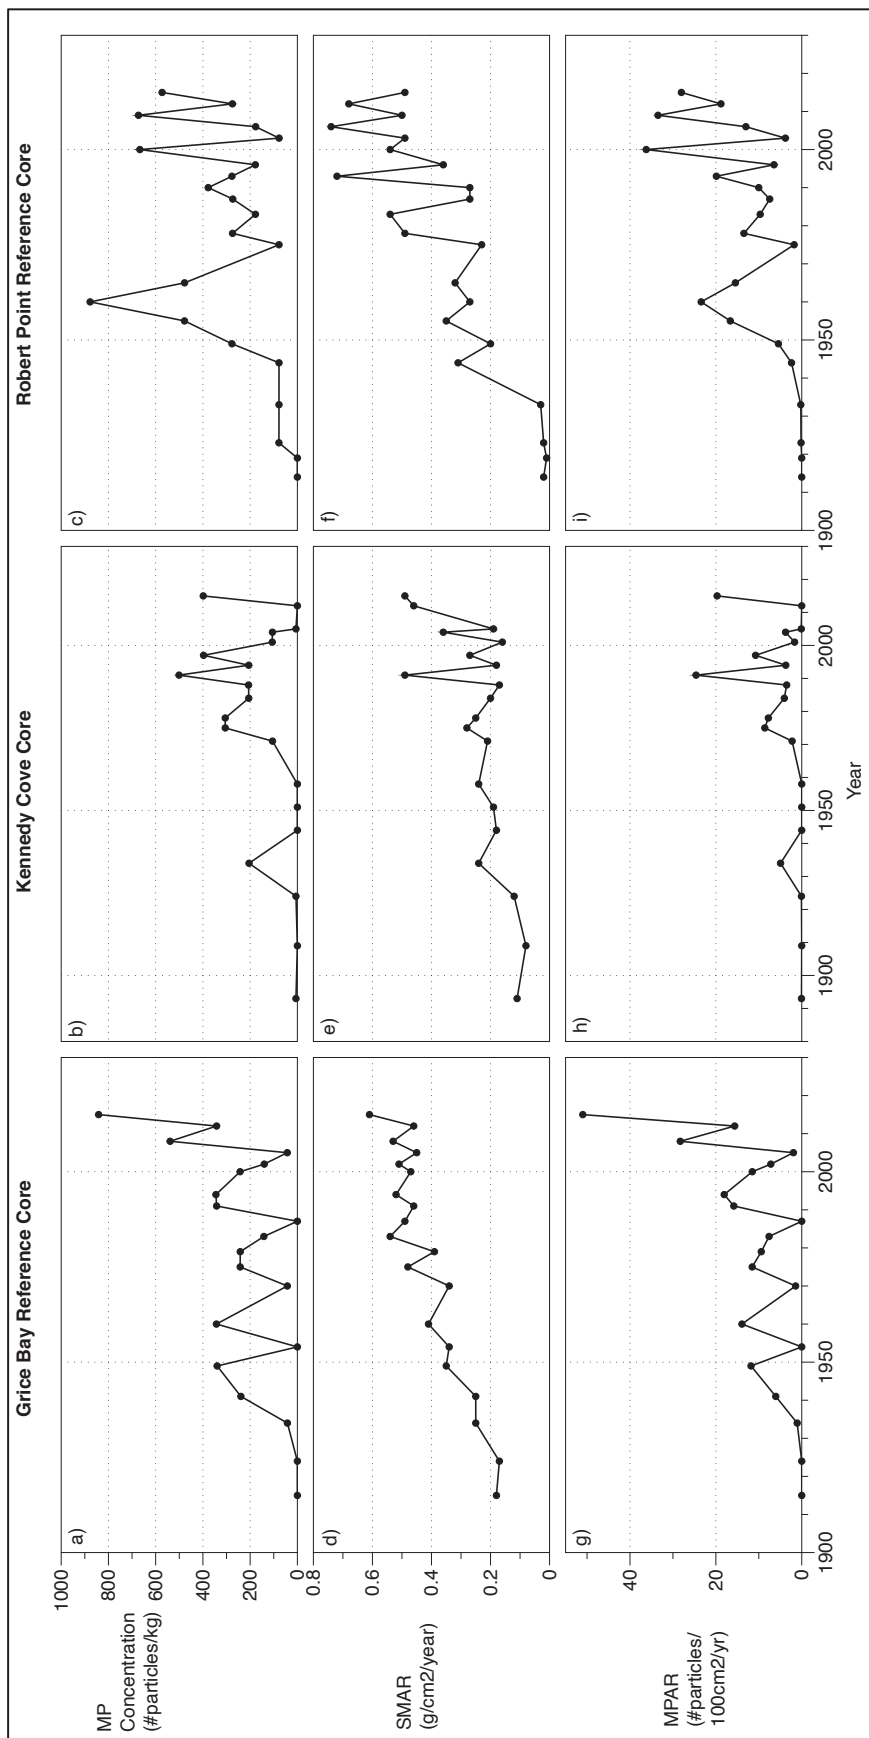 Grice Bay Reference Core
Kennedy Cove Core
Robert Point Reference Core
MP
Concentration
(#particles/kg)
1000
800
600
400
200
0
a)
b)
c)
SMAR
(g/cm2/year)
0.8
0.6
0.4
0.2
0
d)
e)
f)
MPAR
(#particles/
100cm2/yr)
40
20
0
g)
h)
i)
1900
1950
2000
1900
1950
2000
1900
1950
2000
Year